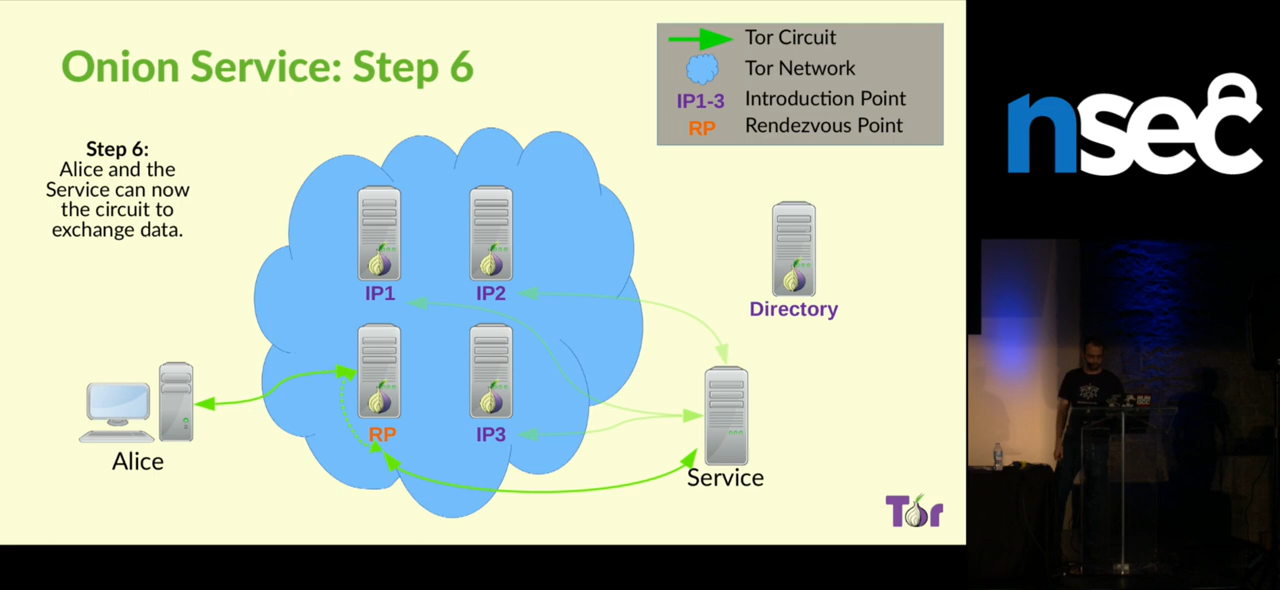 Onion Service: Step 6
Tor Circuit
Tor Network
IP1-3 Introduction Point
RP Rendezvous Point
nsec
Step 6:
Alice and the
Service can now
the circuit to
exchange data.
IP1
IP2
Directory
RP
IP3
Alice
Service
Tor